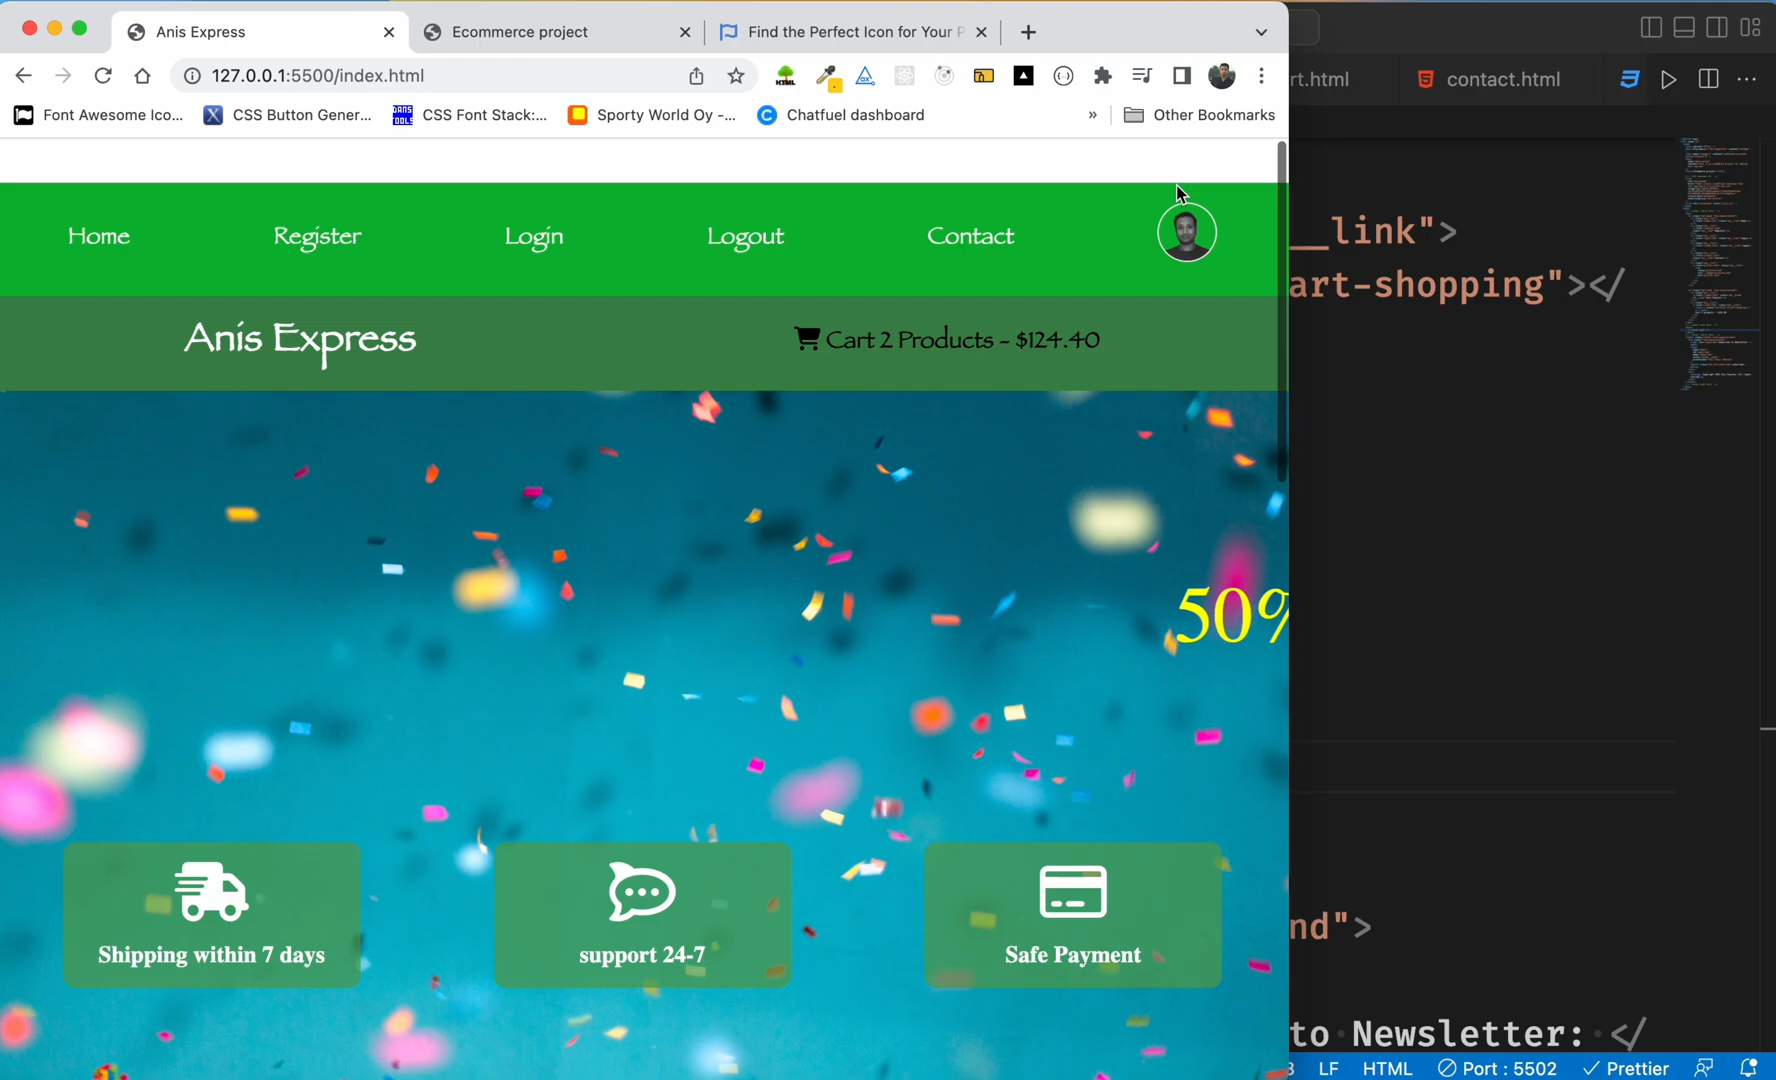 Anis Express
Ecommerce project
Find the Perfect Icon for Your P
127.0.0.1:5500/index.html
Font Awesome Ico...
CSS Button Gener...
CSS Font Stack:...
Sporty World Oy -...
Chatfuel dashboard
»
Other Bookmarks
Home
Register
Login
Logout
Contact
Anis Express
Cart 2 Products - $124.40
50%
Shipping within 7 days
support 24-7
Safe Payment
rt.html
contact.html
__link">
art-shopping"></
nd">
to Newsletter: </
LF
HTML
Port : 5502
Prettier